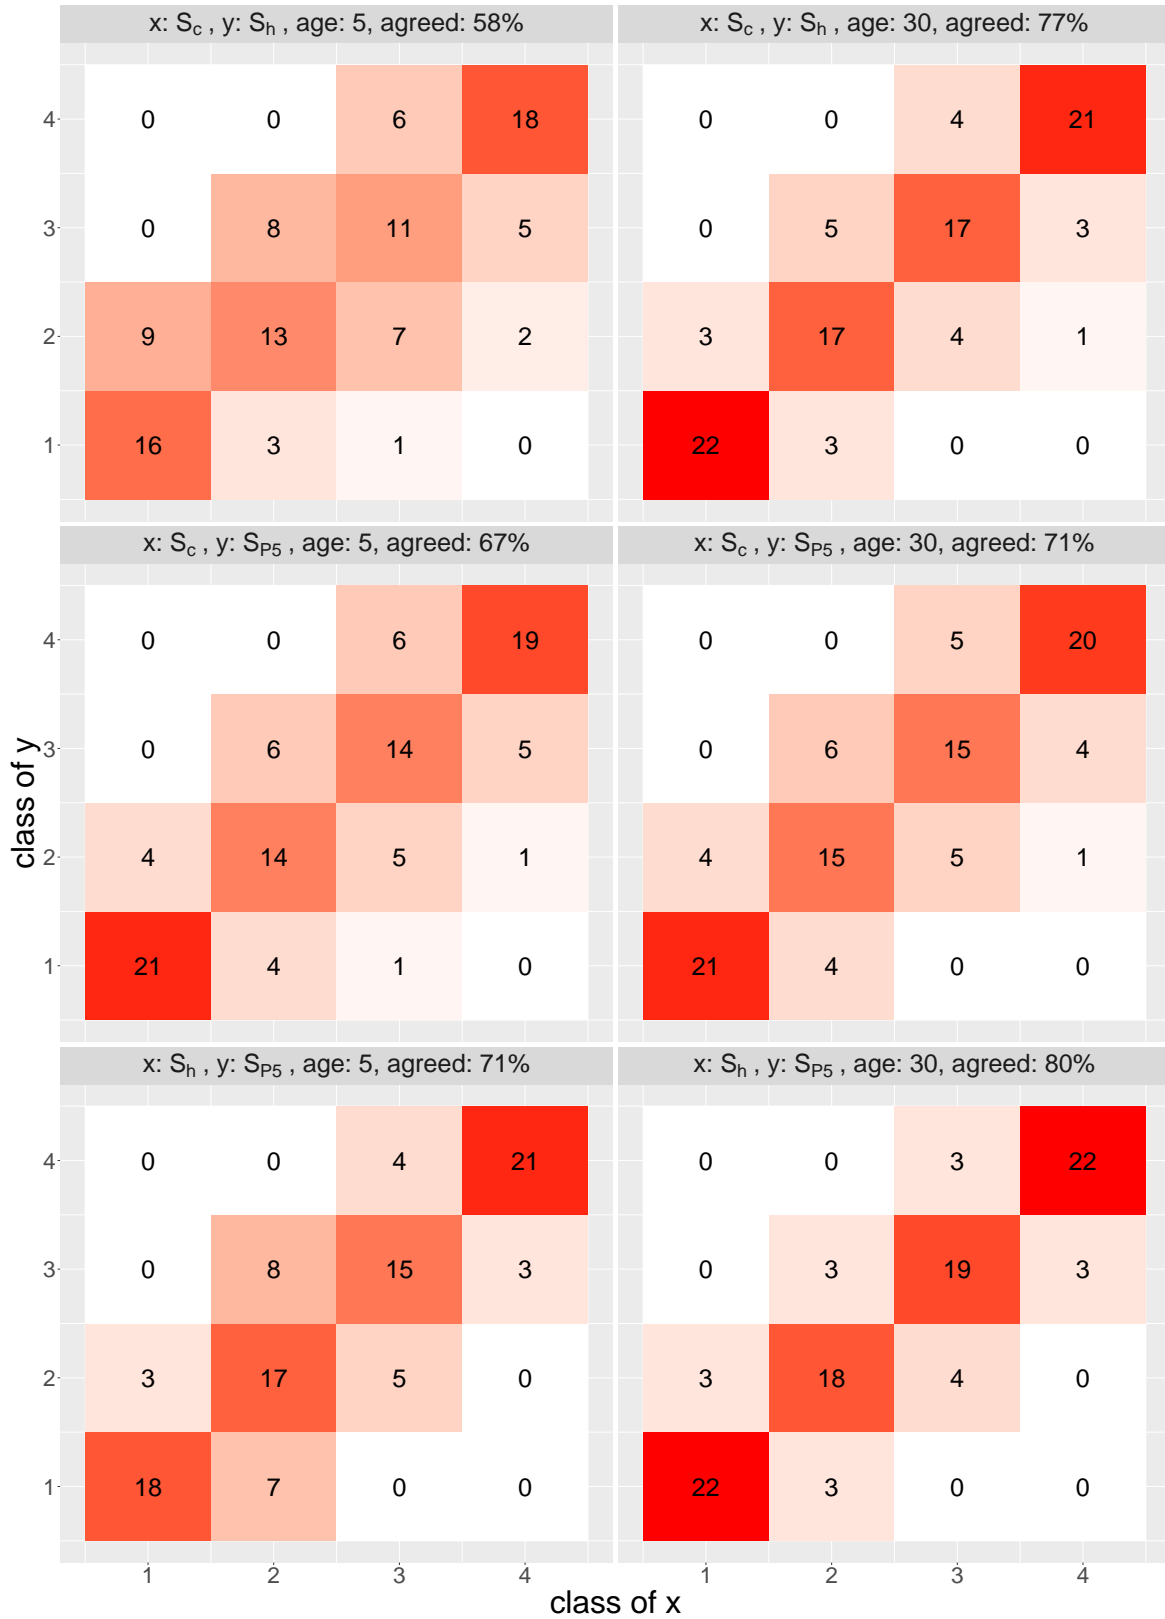 x: S_c , y: S_h , age: 5, agreed: 58%
x: S_c , y: S_h , age: 30, agreed: 77%
4 0 0 6 18
0 0 4 21
3 0 8 11 5
0 5 17 3
2 9 13 7 2
3 17 4 1
1 16 3 1 0
22 3 0 0
x: S_c , y: S_P5 , age: 5, agreed: 67%
x: S_c , y: S_P5 , age: 30, agreed: 71%
4 0 0 6 19
0 0 5 20
3 0 6 14 5
0 6 15 4
class of y
2 4 14 5 1
4 15 5 1
1 21 4 1 0
21 4 0 0
x: S_h , y: S_P5 , age: 5, agreed: 71%
x: S_h , y: S_P5 , age: 30, agreed: 80%
4 0 0 4 21
0 0 3 22
3 0 8 15 3
0 3 19 3
2 3 17 5 0
3 18 4 0
1 18 7 0 0
22 3 0 0
1 2 3 4
1 2 3 4
class of x